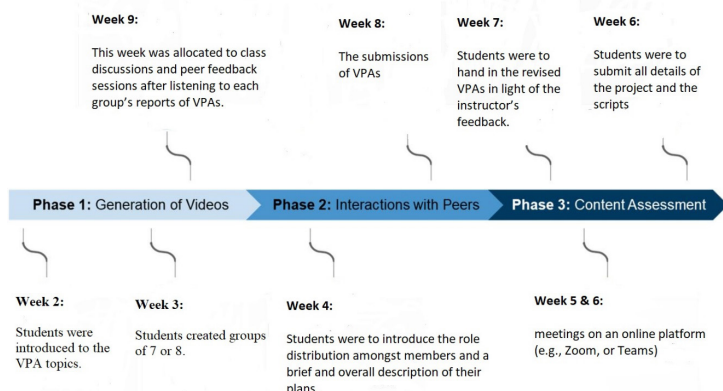 Week 9:
This week was allocated to class
discussions and peer feedback
sessions after listening to each
group's reports of VPAs.
Week 8:
The submissions
of VPAs
Week 7:
Students were to
hand in the revised
VPAs in light of the
instructor's
feedback.
Week 6:
Students were to
submit all details of
the project and the
scripts
Phase 1: Generation of Videos
Phase 2: Interactions with Peers
Phase 3: Content Assessment
Week 2:
Students were
introduced to the
VPA topics.
Week 3:
Students created groups
of 7 or 8.
Week 4:
Students were to introduce the role
distribution amongst members and a
brief and overall description of their
plans
Week 5 & 6:
meetings on an online platform
(e.g., Zoom, or Teams)